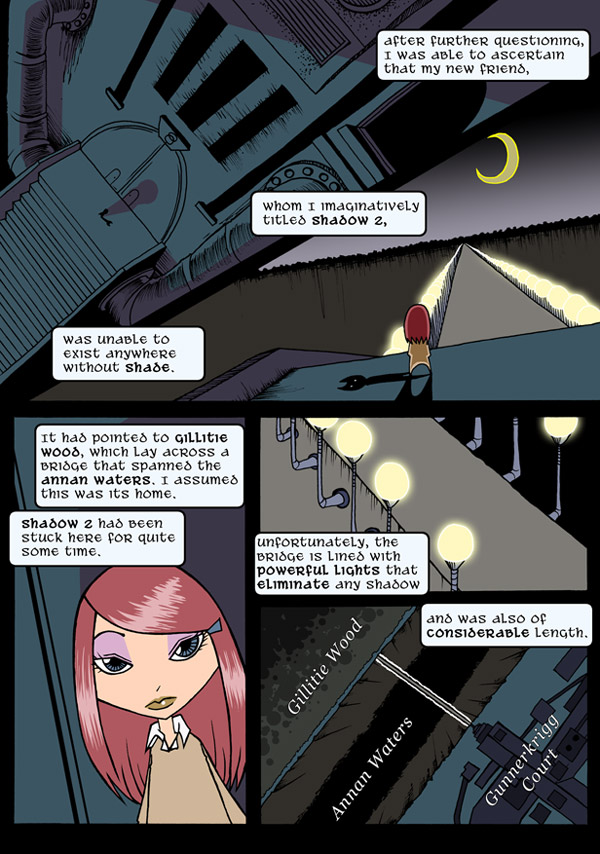 after further questioning,
I was able to ascertain
that my new friend,
whom I imaginatively
titled Shadow 2,
was unable to
exist anywhere
without shade.
It had pointed to Gillitie
Wood, which lay across a
bridge that spanned the
Annan Waters. I assumed
this was its home.
Shadow 2 had been
stuck here for quite
some time.
unfortunately, the
bridge is lined with
powerful lights that
eliminate any shadow
and was also of
considerable length.
Gillitie Wood
Annan Waters
Gunnerkrigg
Court